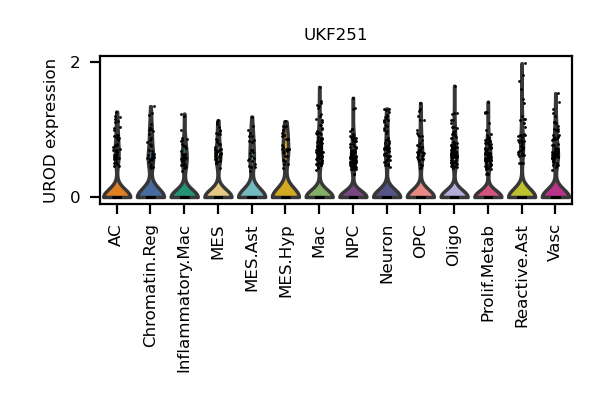 UKF251
UROD expression
2
0
AC
Chromatin.Reg
Inflammatory.Mac
MES
MES.Ast
MES.Hyp
Mac
NPC
Neuron
OPC
Oligo
Prolif.Metab
Reactive.Ast
Vasc